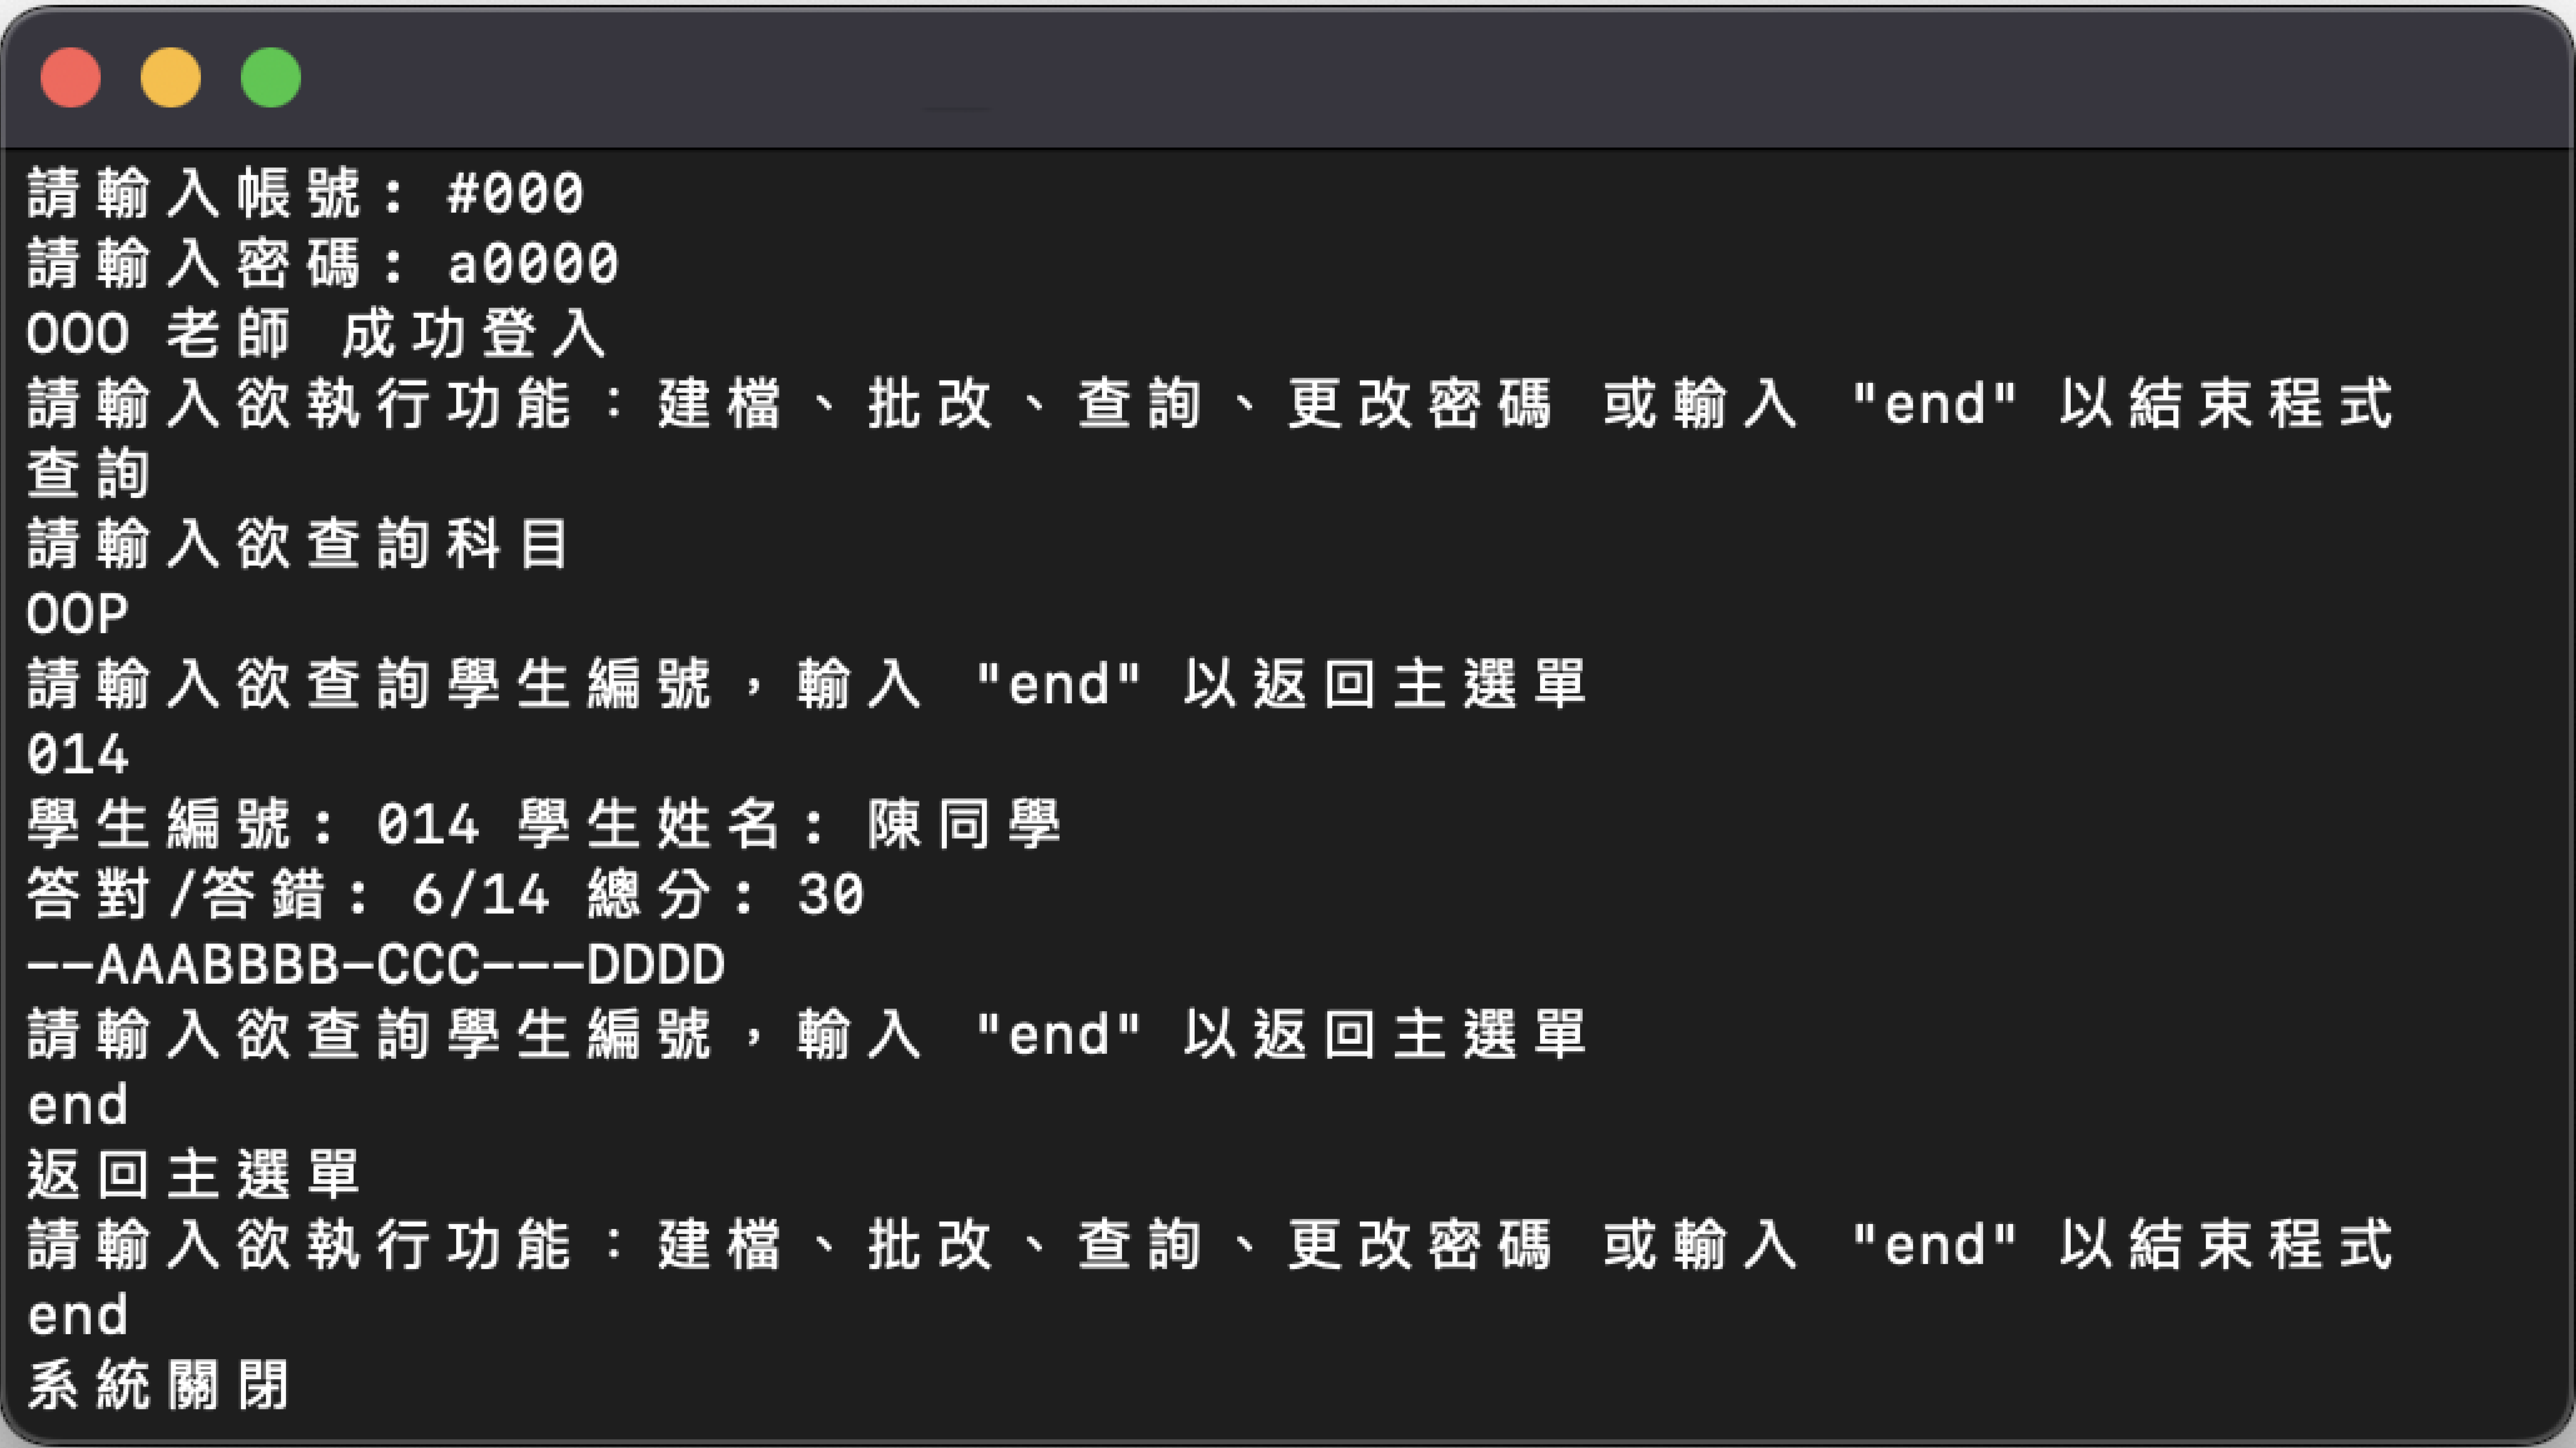 請輸入帳號: #000
請輸入密碼: a0000
OOO 老師 成功登入
請輸入欲執行功能：建檔、批改、查詢、更改密碼 或輸入 "end" 以結束程式
查詢
請輸入欲查詢科目
OOP
請輸入欲查詢學生編號，輸入 "end" 以返回主選單
014
學生編號: 014 學生姓名: 陳同學
答對/答錯: 6/14 總分: 30
--AAABBBB-CCC---DDDD
請輸入欲查詢學生編號，輸入 "end" 以返回主選單
end
返回主選單
請輸入欲執行功能：建檔、批改、查詢、更改密碼 或輸入 "end" 以結束程式
end
系統關閉